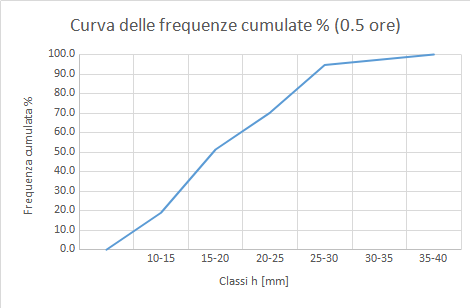 Curva delle frequenze cumulate % (0.5 ore)
100.0
90.0
80.0
70.0
60.0
50.0
40.0
30.0
20.0
10.0
0.0
Frequenza cumulata %
10-15 15-20 20-25 25-30 30-35 35-40
Classi h [mm]